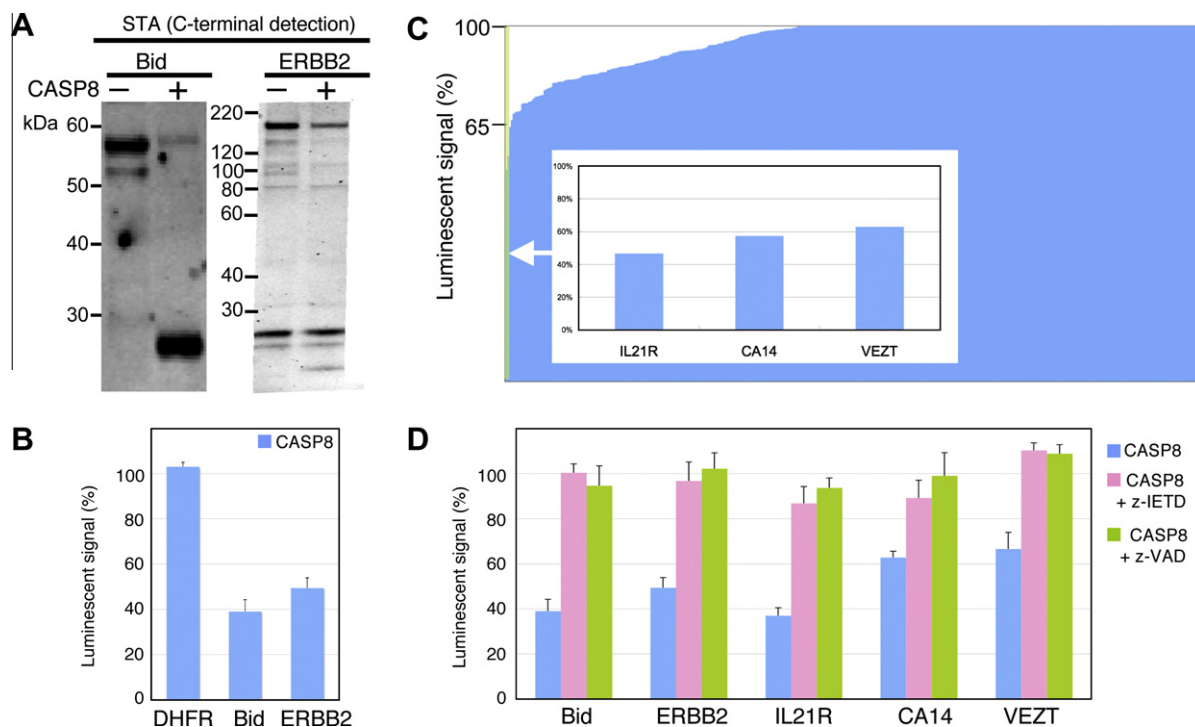 A
STA (C-terminal detection)
Bid
ERBB2
CASP8 − + − +
kDa
60
50
40
30
220
120
100
80
60
40
30
B
CASP8
Luminescent signal (%)
100
80
60
40
20
0
DHFR Bid ERBB2
C
Luminescent signal (%)
100
65
100%
80%
60%
40%
20%
0%
IL21R CA14 VEZT
D
Luminescent signal (%)
100
80
60
40
20
0
Bid ERBB2 IL21R CA14 VEZT
CASP8
CASP8
+ z-IETD
CASP8
+ z-VAD